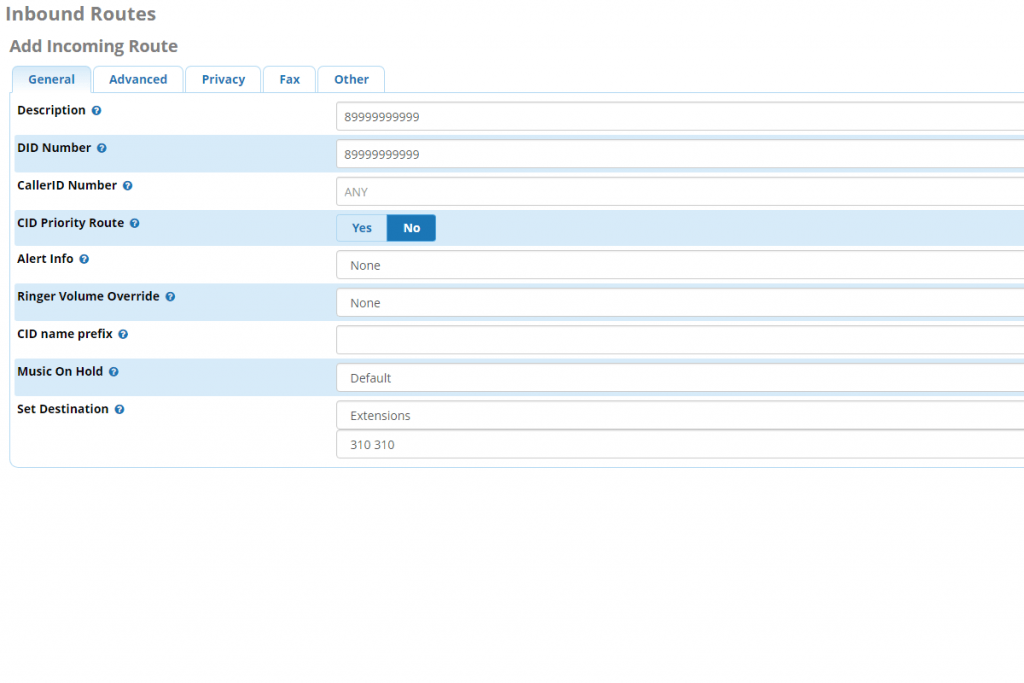 Inbound Routes
Add Incoming Route
General Advanced Privacy Fax Other
Description ? 89999999999
DID Number ? 89999999999
CallerID Number ? ANY
CID Priority Route ? Yes No
Alert Info ? None
Ringer Volume Override ? None
CID name prefix ?
Music On Hold ? Default
Set Destination ? Extensions
310 310